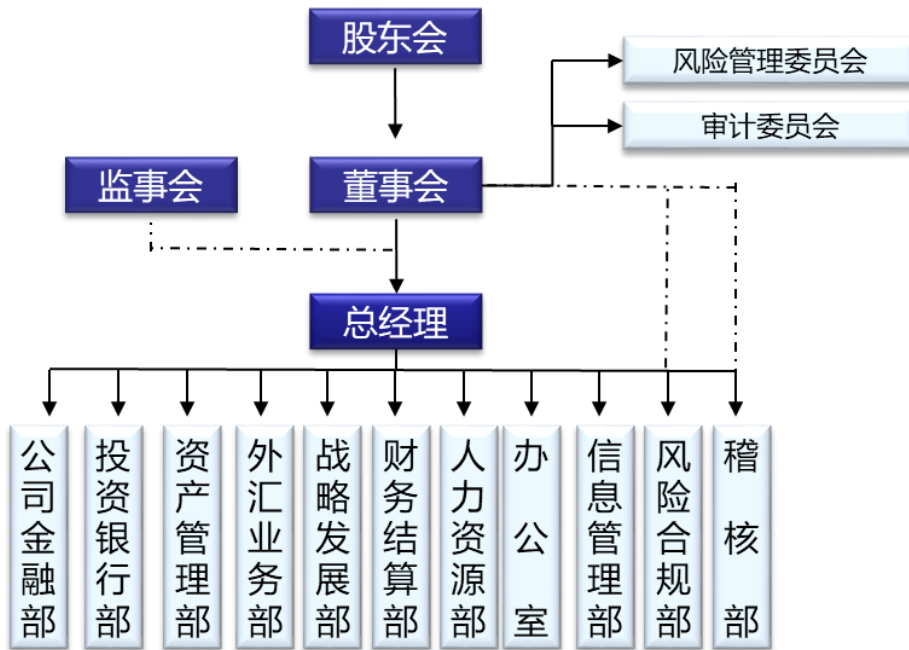 股东会
风险管理委员会
审计委员会
监事会
董事会
总经理
公司金融部
投资银行部
资产管理部
外汇业务部
战略发展部
财务结算部
人力资源部
办公室
信息管理部
风险合规部
稽核部